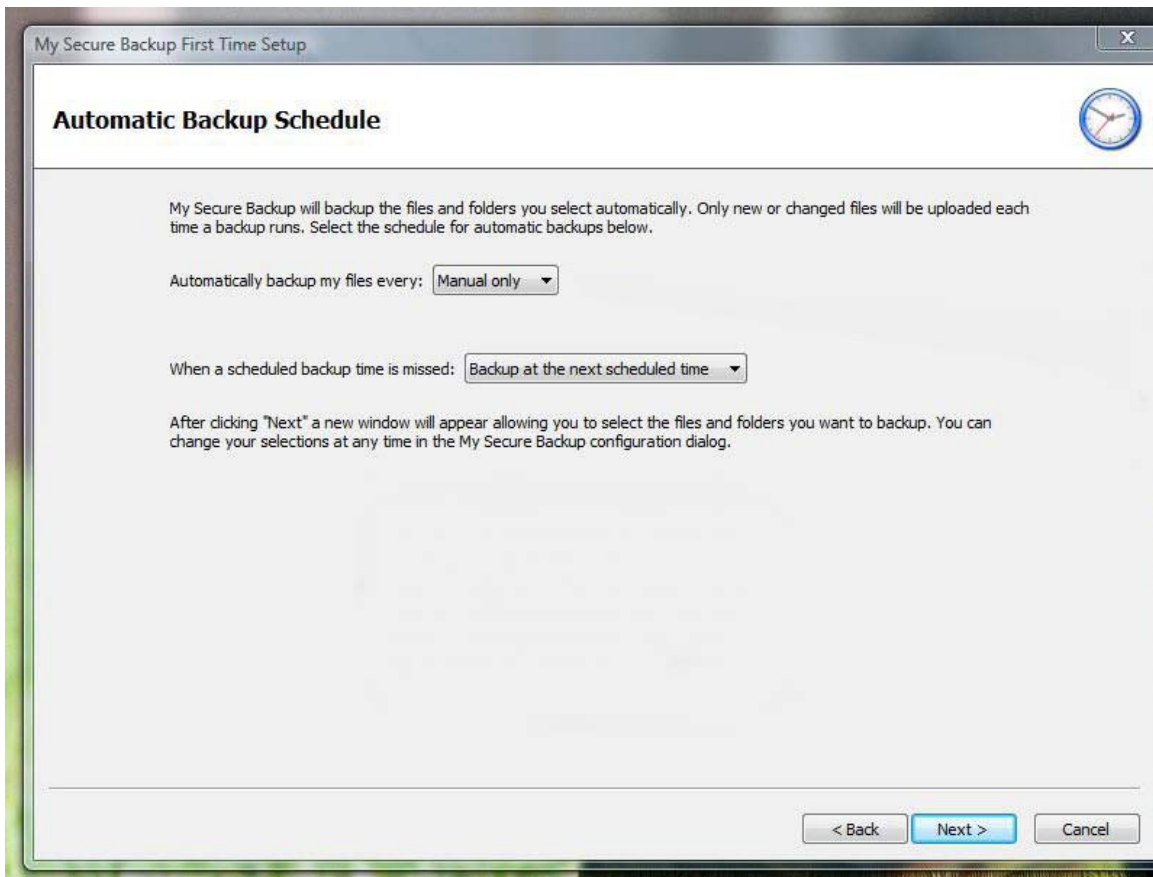 My Secure Backup First Time Setup
X
Automatic Backup Schedule
My Secure Backup will backup the files and folders you select automatically. Only new or changed files will be uploaded each
time a backup runs. Select the schedule for automatic backups below.
Automatically backup my files every: Manual only
When a scheduled backup time is missed: Backup at the next scheduled time
After clicking "Next" a new window will appear allowing you to select the files and folders you want to backup. You can
change your selections at any time in the My Secure Backup configuration dialog.
< Back Next > Cancel